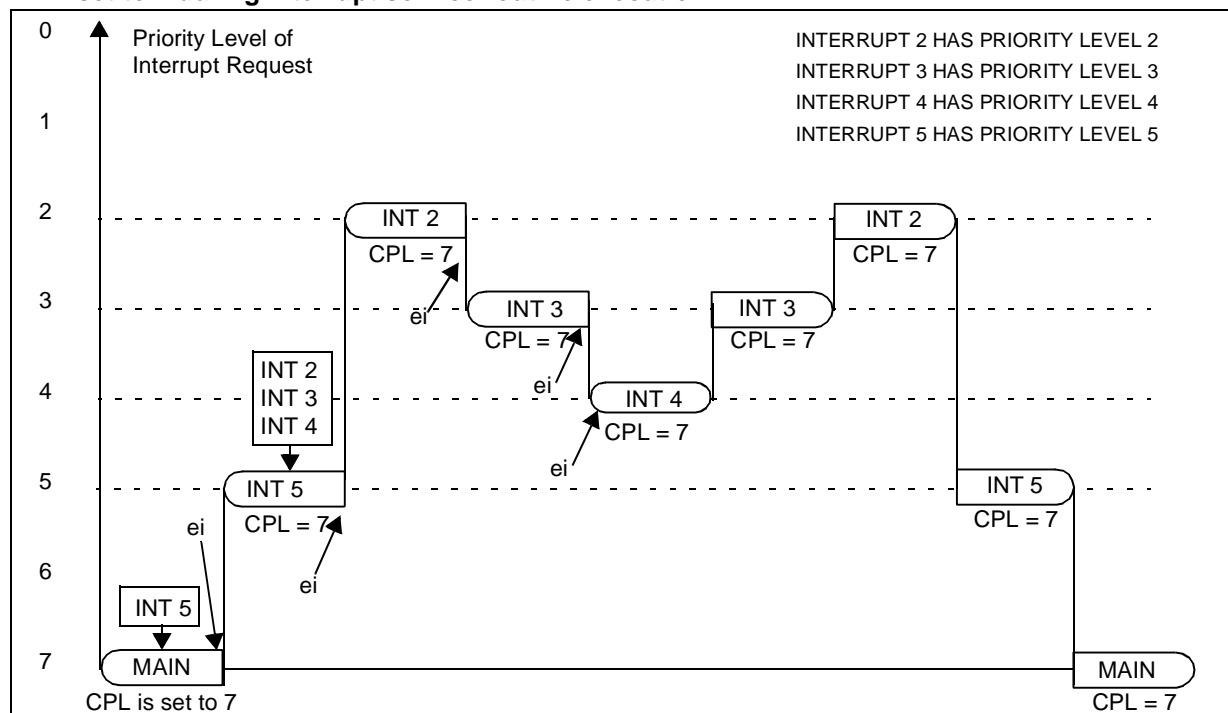 0
Priority Level of
Interrupt Request
INTERRUPT 2 HAS PRIORITY LEVEL 2
INTERRUPT 3 HAS PRIORITY LEVEL 3
INTERRUPT 4 HAS PRIORITY LEVEL 4
INTERRUPT 5 HAS PRIORITY LEVEL 5
1
2
INT 2
CPL = 7
INT 2
CPL = 7
3
ei
INT 3
CPL = 7
INT 3
CPL = 7
INT 2
INT 3
INT 4
4
ei
INT 4
CPL = 7
ei
5
INT 5
CPL = 7
INT 5
CPL = 7
ei
ei
6
INT 5
7
MAIN
CPL is set to 7
MAIN
CPL = 7